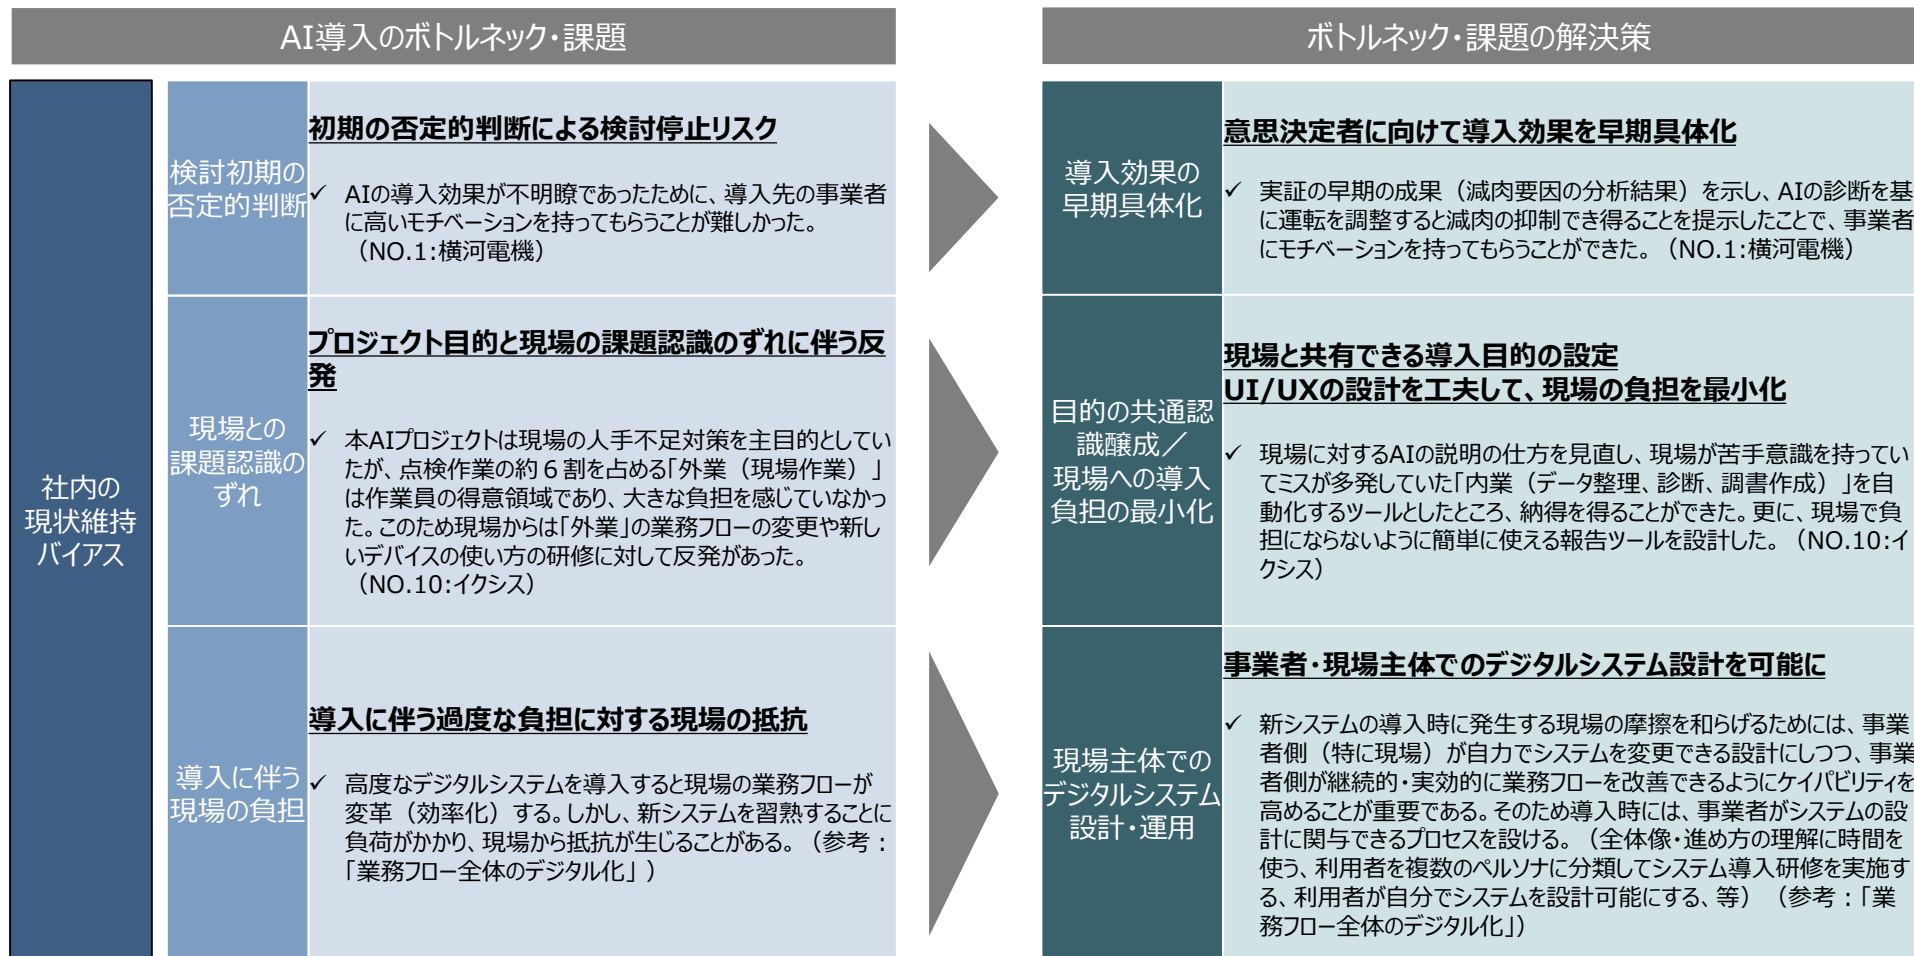 AI導入のボトルネック・課題
ボトルネック・課題の解決策
社内の
現状維持
バイアス
検討初期の
否定的判断
初期の否定的判断による検討停止リスク
✓ AIの導入効果が不明瞭であったために、導入先の事業者
に高いモチベーションを持ってもらうことが難しかった。
（NO.1:横河電機）
導入効果の
早期具体化
意思決定者に向けて導入効果を早期具体化
✓ 実証の早期の成果（減肉要因の分析結果）を示し、AIの診断を基
に運転を調整すると減肉の抑制でき得ることを提示したことで、事業者
にモチベーションを持ってもらうことができた。（NO.1:横河電機）
現場との
課題認識の
ずれ
プロジェクト目的と現場の課題認識のずれに伴う反
発
✓ 本AIプロジェクトは現場の人手不足対策を主目的としてい
たが、点検作業の約６割を占める「外業（現場作業）」
は作業員の得意領域であり、大きな負担を感じていなかっ
た。このため現場からは「外業」の業務フローの変更や新し
いデバイスの使い方の研修に対して反発があった。
（NO.10:イクシス）
目的の共通認
識醸成／
現場への導入
負担の最小化
現場と共有できる導入目的の設定
UI/UXの設計を工夫して、現場の負担を最小化
✓ 現場に対するAIの説明の仕方を見直し、現場が苦手意識を持ってい
てミスが多発していた「内業（データ整理、診断、調書作成）」を自
動化するツールとしたところ、納得を得ることができた。更に、現場で負
担にならないように簡単に使える報告ツールを設計した。（NO.10:イ
クシス）
導入に伴う
現場の負担
導入に伴う過度な負担に対する現場の抵抗
✓ 高度なデジタルシステムを導入すると現場の業務フローが
変革（効率化）する。しかし、新システムを習熟することに
負荷がかかり、現場から抵抗が生じることがある。（参考：
「業務フロー全体のデジタル化」）
現場主体での
デジタルシステム
設計・運用
事業者・現場主体でのデジタルシステム設計を可能に
✓ 新システムの導入時に発生する現場の摩擦を和らげるためには、事業
者側（特に現場）が自力でシステムを変更できる設計にしつつ、事業
者側が継続的・実効的に業務フローを改善できるようにケイパビリティを
高めることが重要である。そのため導入時には、事業者がシステムの設
計に関与できるプロセスを設ける。（全体像・進め方の理解に時間を
使う、利用者を複数のペルソナに分類してシステム導入研修を実施す
る、利用者が自分でシステムを設計可能にする、等）（参考：「業
務フロー全体のデジタル化」）